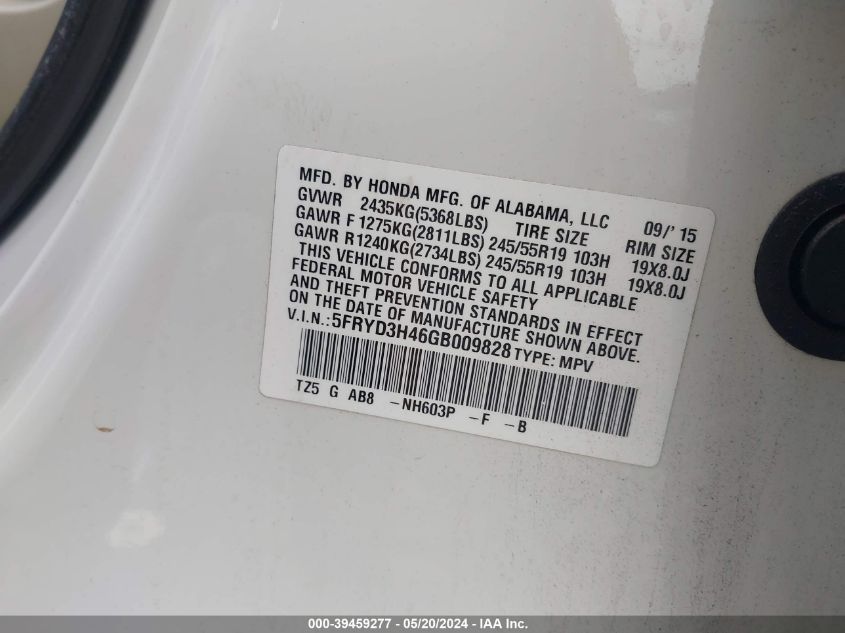 MFD. BY HONDA MFG. OF ALABAMA, LLC 09/' 15
GVWR 2435KG(5368LBS) TIRE SIZE RIM SIZE
GAWR F 1275KG(2811LBS) 245/55R19 103H 19X8.0J
GAWR R1240KG(2734LBS) 245/55R19 103H 19X8.0J
THIS VEHICLE CONFORMS TO ALL APPLICABLE
FEDERAL MOTOR VEHICLE SAFETY
AND THEFT PREVENTION STANDARDS IN EFFECT
ON THE DATE OF MANUFACTURE SHOWN ABOVE.
V.I.N.:5FRYD3H46GB009828 TYPE: MPV
TZ5 G AB8 -NH603P -F -B
000-39459277 - 05/20/2024 - IAA Inc.